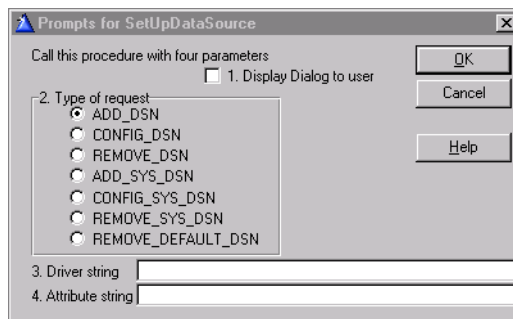 Prompts for SetUpDataSource
Call this procedure with four parameters
1. Display Dialog to user
OK
Cancel
Help
2. Type of request
ADD_DSN
CONFIG_DSN
REMOVE_DSN
ADD_SYS_DSN
CONFIG_SYS_DSN
REMOVE_SYS_DSN
REMOVE_DEFAULT_DSN
3. Driver string
4. Attribute string